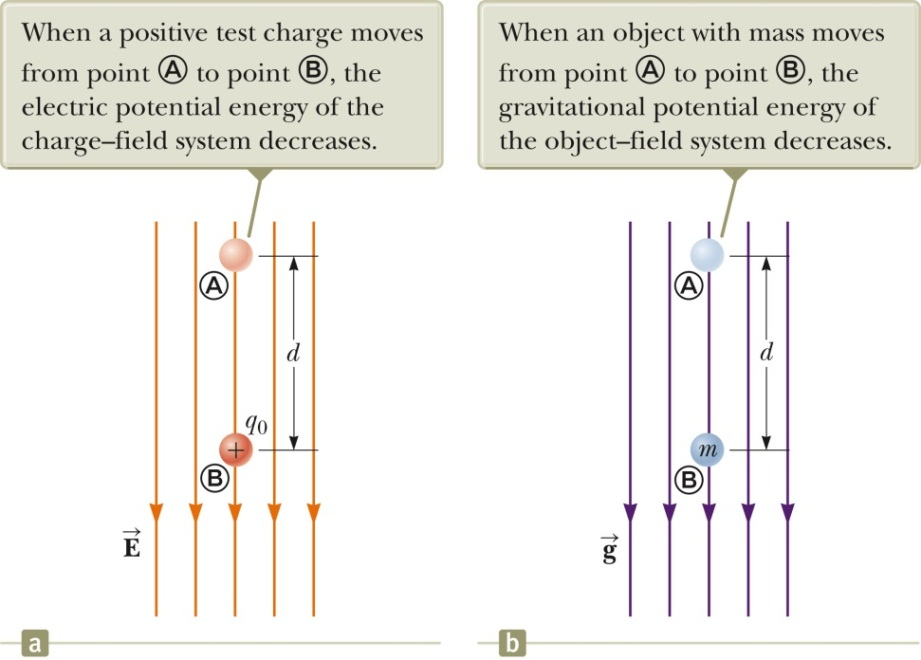 When a positive test charge moves
from point Ⓐ to point Ⓑ, the
electric potential energy of the
charge–field system decreases.
Ⓐ
d
q₀
+
Ⓑ
E⃗
a
When an object with mass moves
from point Ⓐ to point Ⓑ, the
gravitational potential energy of
the object–field system decreases.
Ⓐ
d
m
Ⓑ
g⃗
b